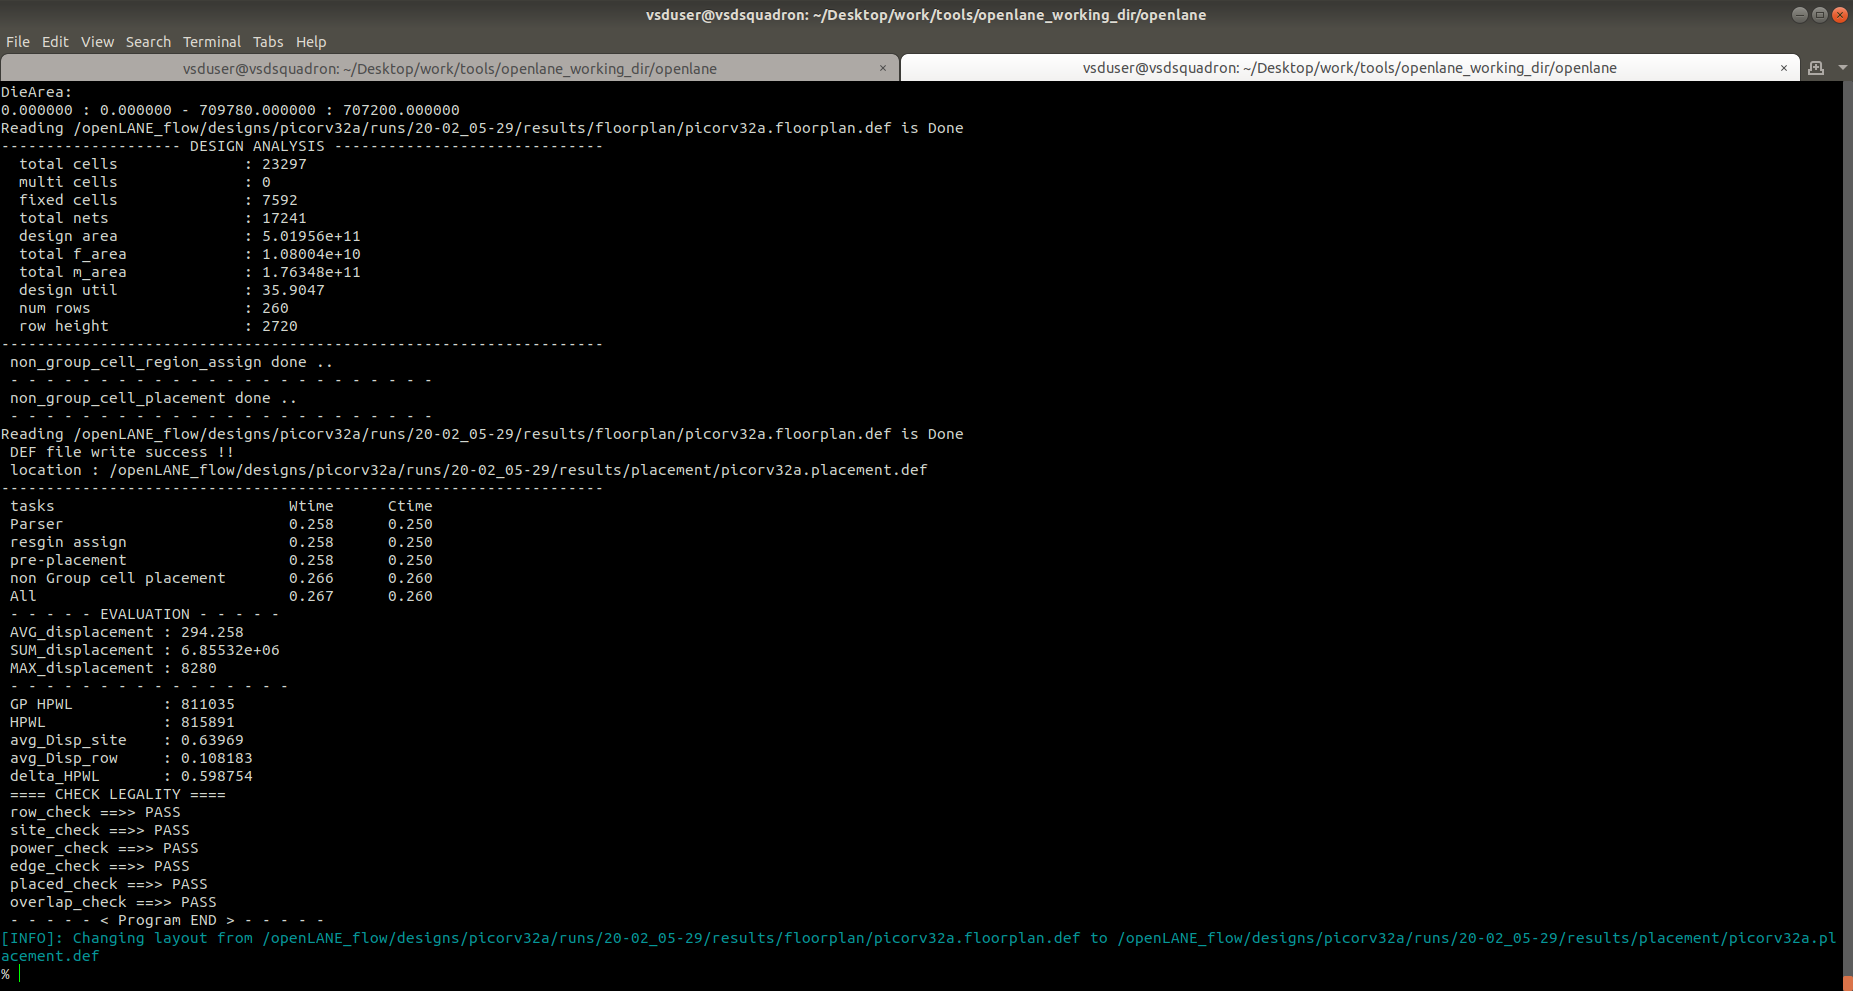 vsduser@vsdsquadron: ~/Desktop/work/tools/openlane_working_dir/openlane
File Edit View Search Terminal Tabs Help
vsduser@vsdsquadron: ~/Desktop/work/tools/openlane_working_dir/openlane × vsduser@vsdsquadron: ~/Desktop/work/tools/openlane_working_dir/openlane ×
DieArea:
0.000000 : 0.000000 - 709780.000000 : 707200.000000
Reading /openLANE_flow/designs/picorv32a/runs/20-02_05-29/results/floorplan/picorv32a.floorplan.def is Done
-------------------- DESIGN ANALYSIS ------------------------------
  total cells              : 23297
  multi cells              : 0
  fixed cells              : 7592
  total nets               : 17241
  design area              : 5.01956e+11
  total f_area             : 1.08004e+10
  total m_area             : 1.76348e+11
  design util              : 35.9047
  num rows                 : 260
  row height               : 2720
-------------------------------------------------------------------
 non_group_cell_region_assign done ..
 - - - - - - - - - - - - - - - - - - - - - - - -
 non_group_cell_placement done ..
 - - - - - - - - - - - - - - - - - - - - - - - -
Reading /openLANE_flow/designs/picorv32a/runs/20-02_05-29/results/floorplan/picorv32a.floorplan.def is Done
 DEF file write success !!
 location : /openLANE_flow/designs/picorv32a/runs/20-02_05-29/results/placement/picorv32a.placement.def
-------------------------------------------------------------------
 tasks                          Wtime      Ctime
 Parser                         0.258      0.250
 resgin assign                  0.258      0.250
 pre-placement                  0.258      0.250
 non Group cell placement       0.266      0.260
 All                            0.267      0.260
 - - - - - EVALUATION - - - - -
 AVG_displacement : 294.258
 SUM_displacement : 6.85532e+06
 MAX_displacement : 8280
 - - - - - - - - - - - - - - - -
 GP HPWL          : 811035
 HPWL             : 815891
 avg_Disp_site    : 0.63969
 avg_Disp_row     : 0.108183
 delta_HPWL       : 0.598754
 ==== CHECK LEGALITY ====
 row_check ==>> PASS
 site_check ==>> PASS
 power_check ==>> PASS
 edge_check ==>> PASS
 placed_check ==>> PASS
 overlap_check ==>> PASS
 - - - - - < Program END > - - - - -
[INFO]: Changing layout from /openLANE_flow/designs/picorv32a/runs/20-02_05-29/results/floorplan/picorv32a.floorplan.def to /openLANE_flow/designs/picorv32a/runs/20-02_05-29/results/placement/picorv32a.pl
acement.def
%